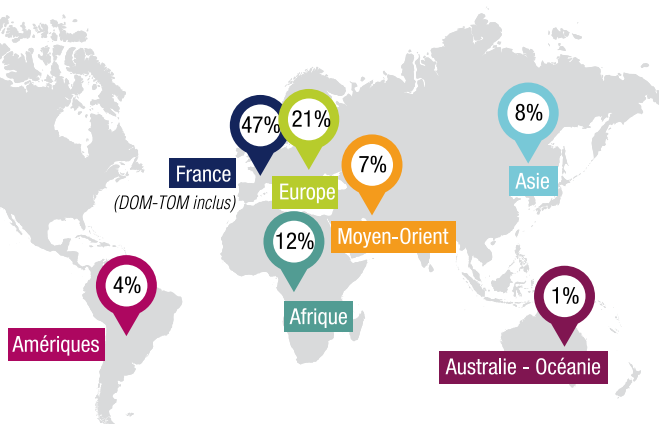 47%
France
(DOM-TOM inclus)
21%
Europe
8%
Asie
7%
Moyen-Orient
12%
Afrique
4%
Amériques
1%
Australie - Océanie